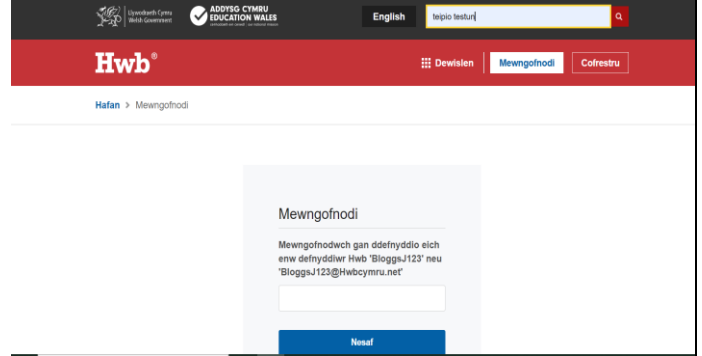 Llywodraeth Cymru
Welsh Government
ADDYSG CYMRU
EDUCATION WALES
English
teipio testun
Hwb®
Dewislen
Mewngofnodi
Cofrestru
Hafan > Mewngofnodi
Mewngofnodi
Mewngofnodwch gan ddefnyddio eich
enw defnyddiwr Hwb 'BloggsJ123' neu
'BloggsJ123@Hwbcymru.net'
Nesaf